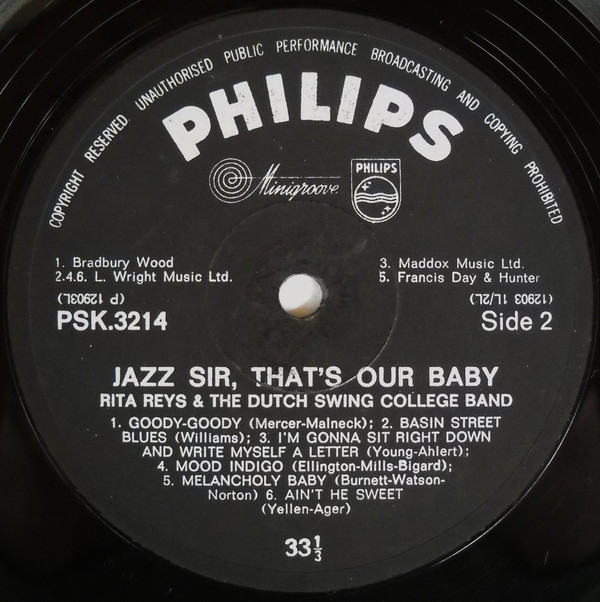 COPYRIGHT RESERVED UNAUTHORISED PUBLIC PERFORMANCE BROADCASTING AND COPYING PROHIBITED
PHILIPS
Minigroove
PHILIPS
1. Bradbury Wood
2.4.6. L. Wright Music Ltd.
3. Maddox Music Ltd.
5. Francis Day & Hunter
(P 12903L)
(12903 1L/2L)
PSK.3214
Side 2
JAZZ SIR, THAT'S OUR BABY
RITA REYS & THE DUTCH SWING COLLEGE BAND
1. GOODY-GOODY (Mercer-Malneck); 2. BASIN STREET
BLUES (Williams); 3. I'M GONNA SIT RIGHT DOWN
AND WRITE MYSELF A LETTER (Young-Ahlert);
4. MOOD INDIGO (Ellington-Mills-Bigard);
5. MELANCHOLY BABY (Burnett-Watson-
Norton) 6. AIN'T HE SWEET
(Yellen-Ager)
33⅓